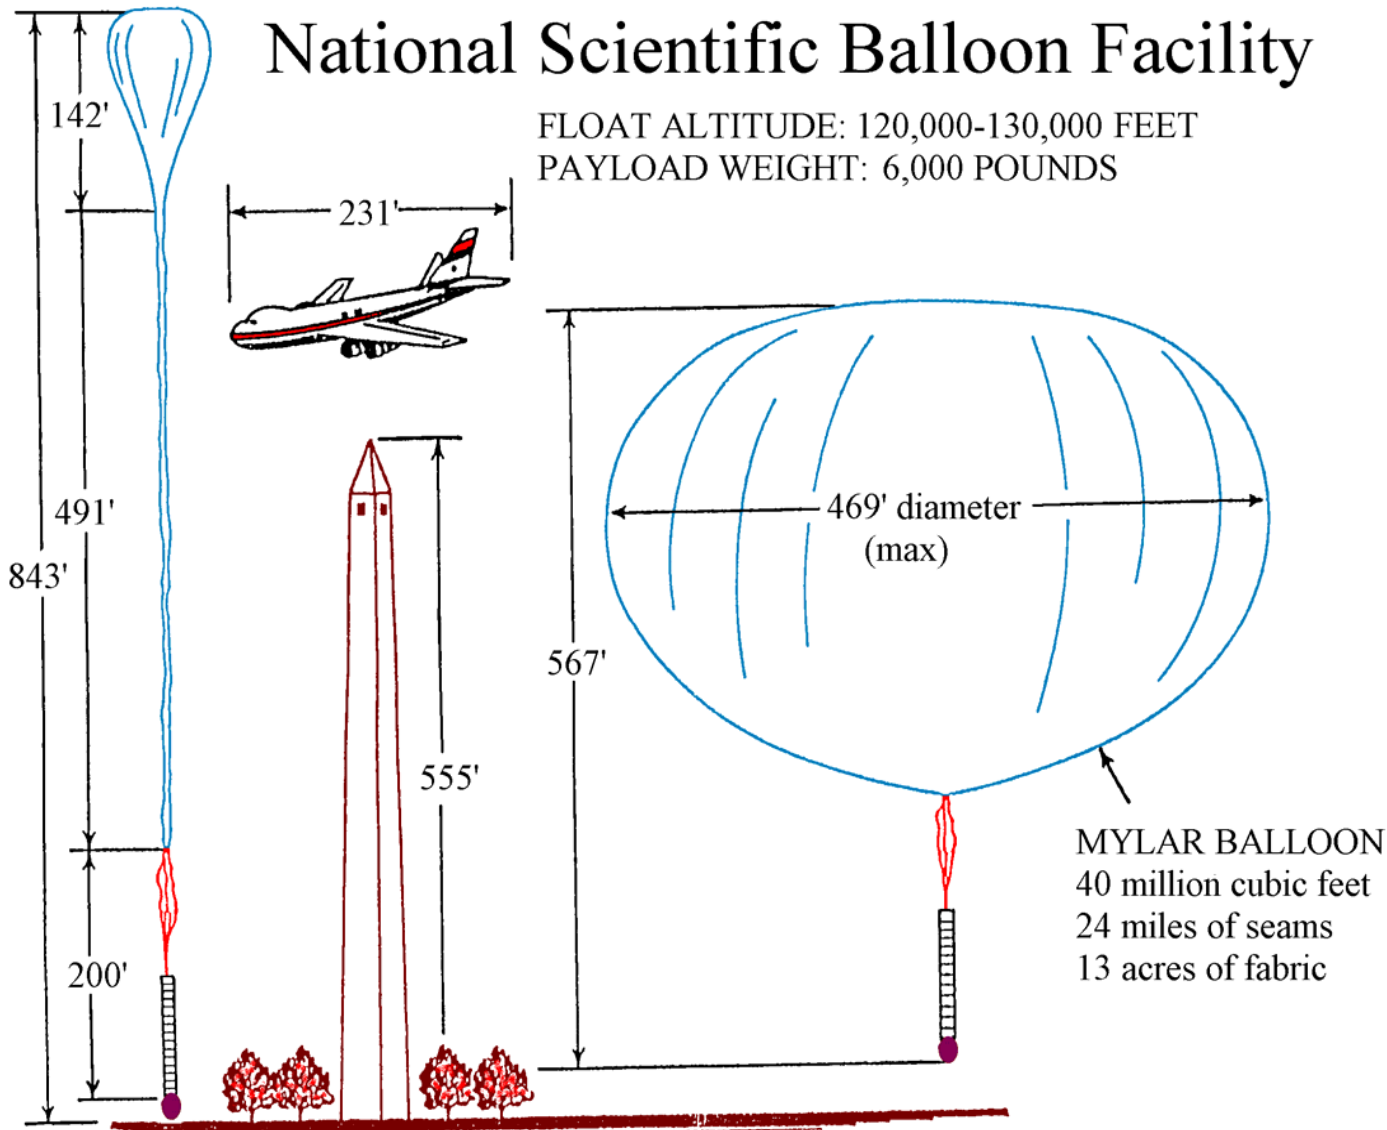 National Scientific Balloon Facility
FLOAT ALTITUDE: 120,000-130,000 FEET
PAYLOAD WEIGHT: 6,000 POUNDS
142'
231'
491'
843'
469' diameter
(max)
567'
555'
200'
MYLAR BALLOON
40 million cubic feet
24 miles of seams
13 acres of fabric